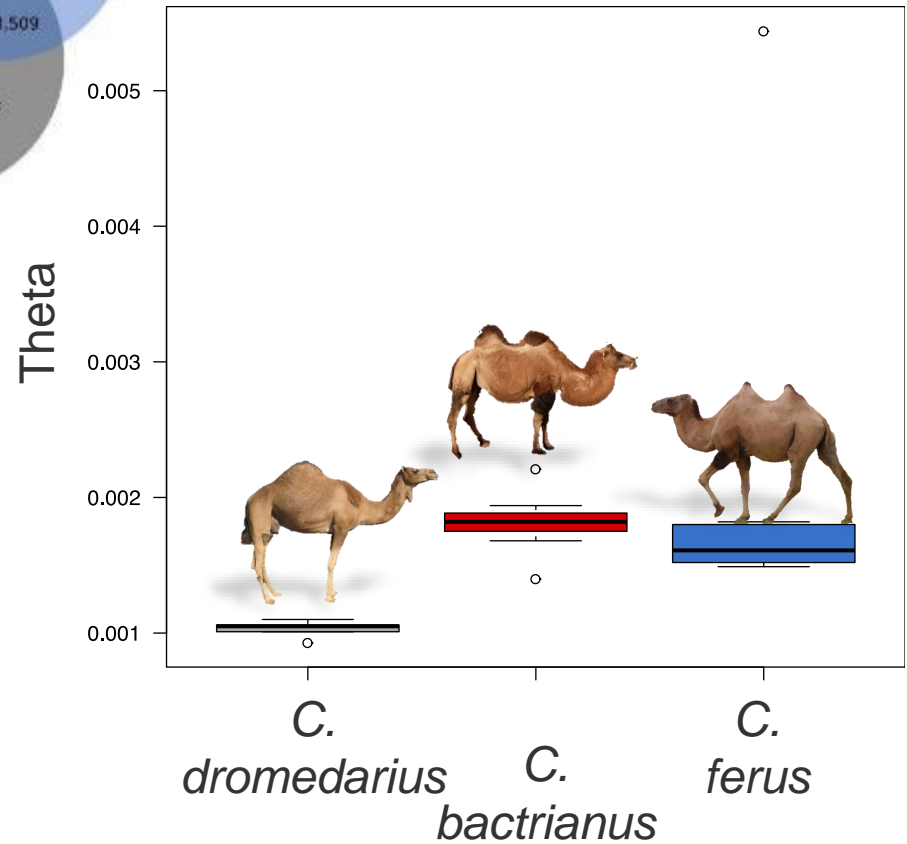 0.005
0.004
0.003
0.002
0.001
Theta
C.
dromedarius
C.
bactrianus
C.
ferus